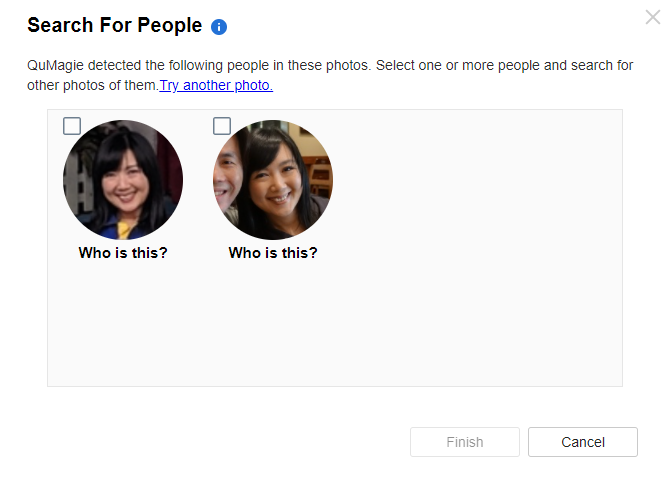 Search For People
QuMagie detected the following people in these photos. Select one or more people and search for
other photos of them.Try another photo.
Who is this? Who is this?
Finish Cancel